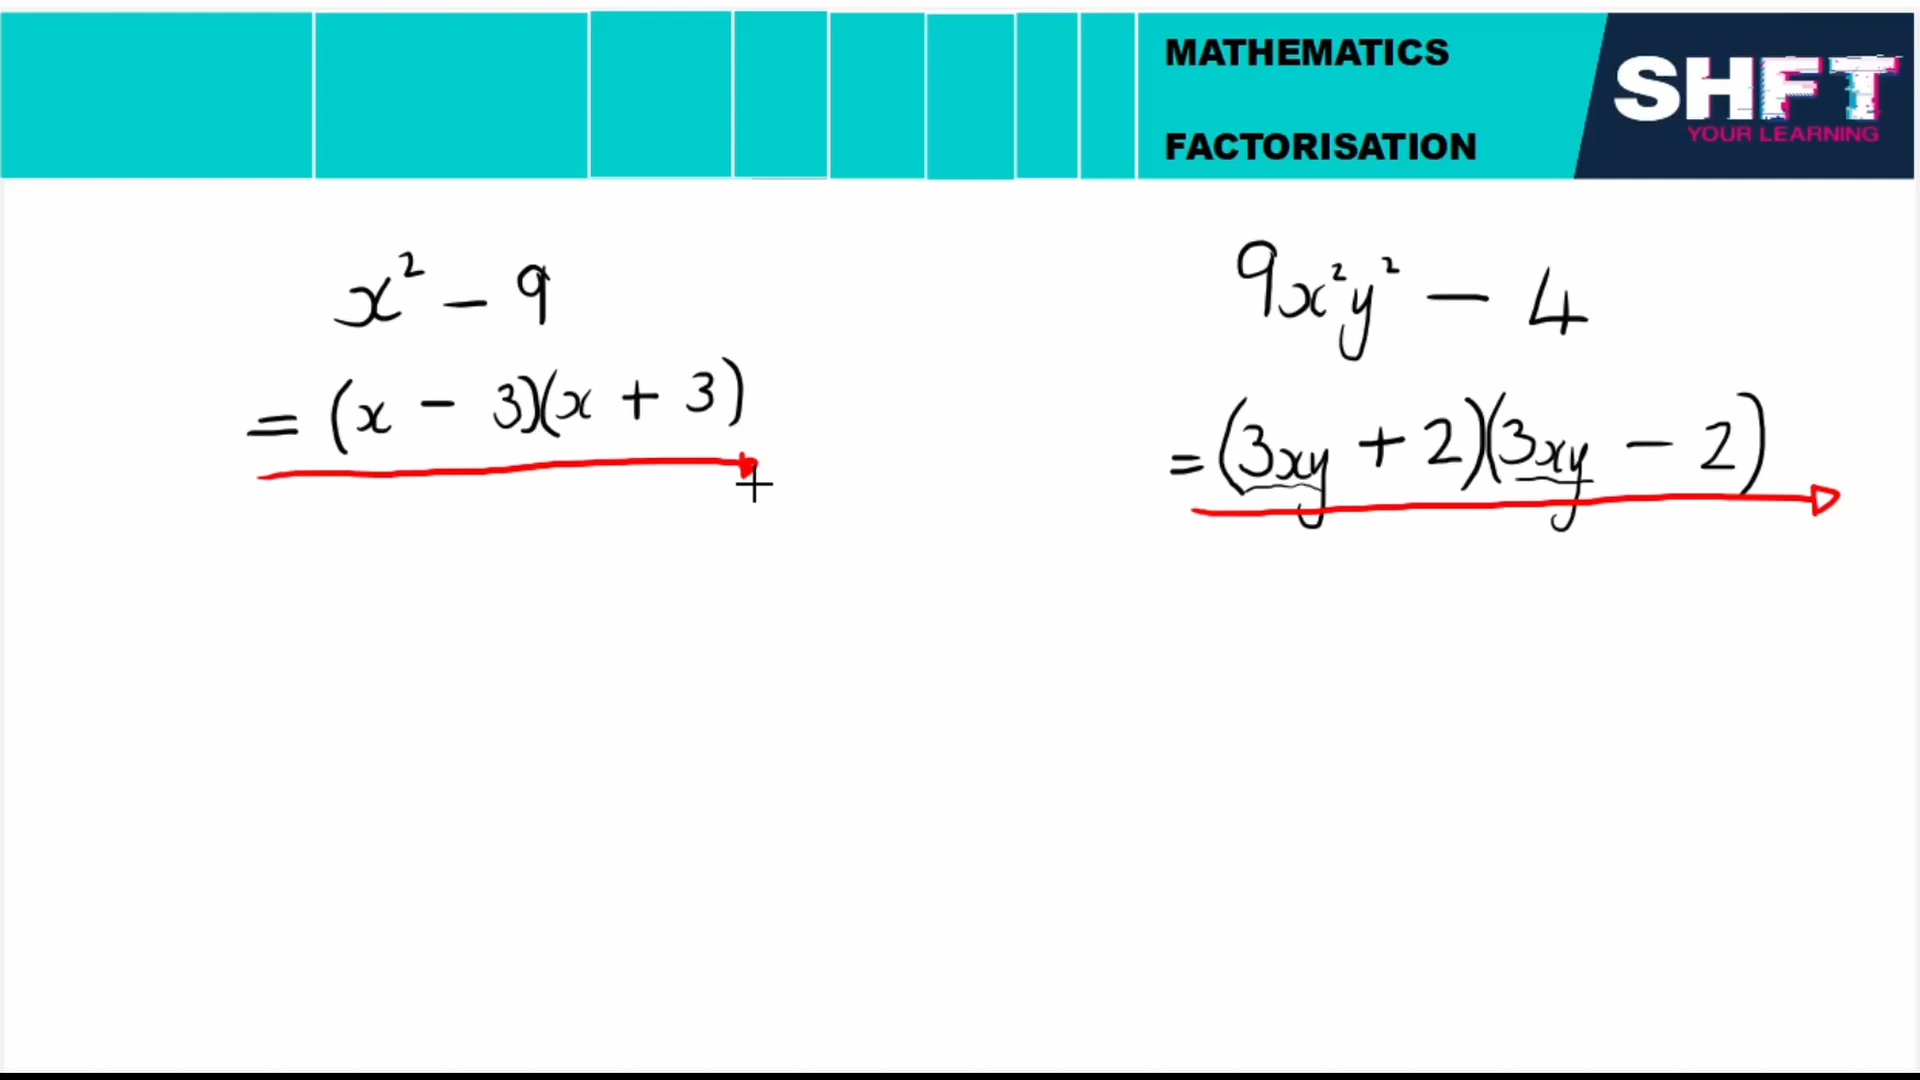 MATHEMATICS
FACTORISATION
SHFT
YOUR LEARNING
x² - 9
= (x - 3)(x + 3)
9x²y² - 4
= (3xy + 2)(3xy - 2)